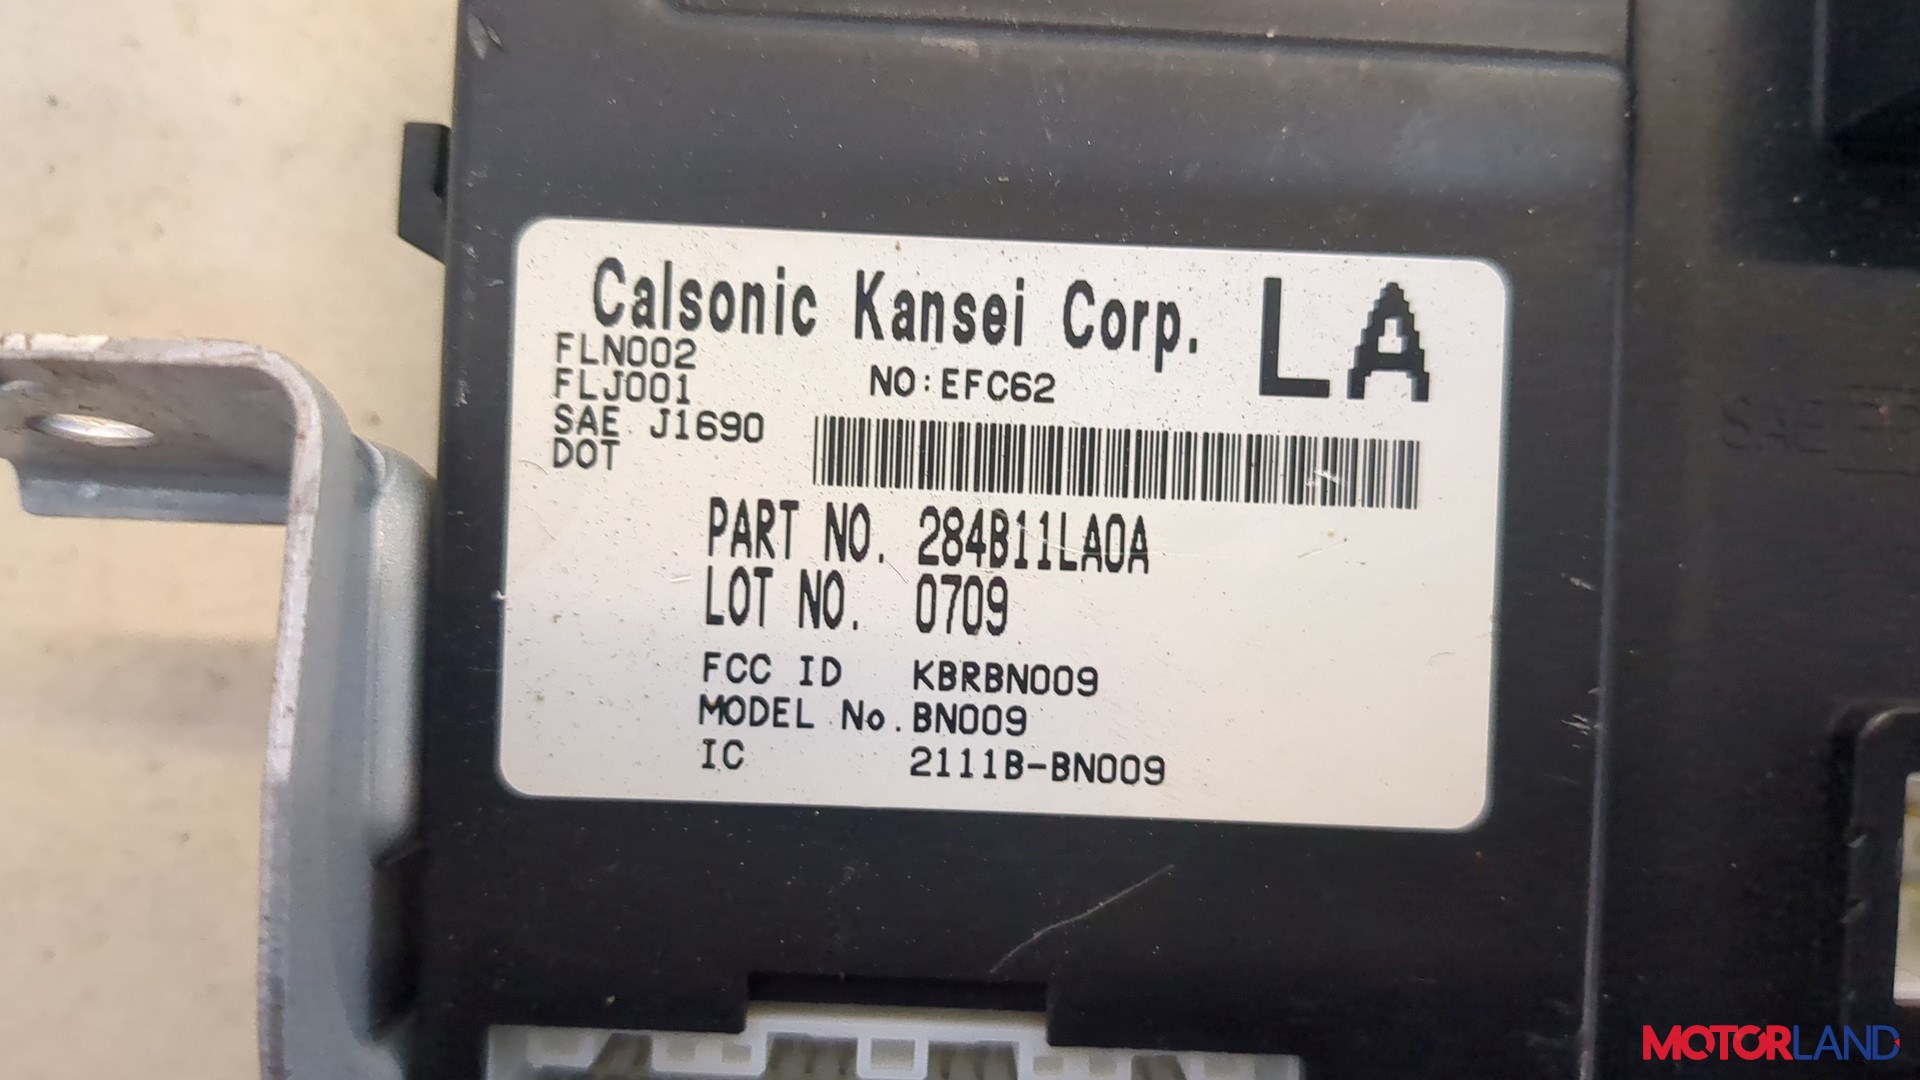 Calsonic Kansei Corp. LA
FLN002
FLJ001
NO:EFC62
SAE J1690
DOT
PART NO. 284B11LA0A
LOT NO. 0709
FCC ID KBRBN009
MODEL No. BN009
IC 2111B-BN009
SAE
MOTORLAND